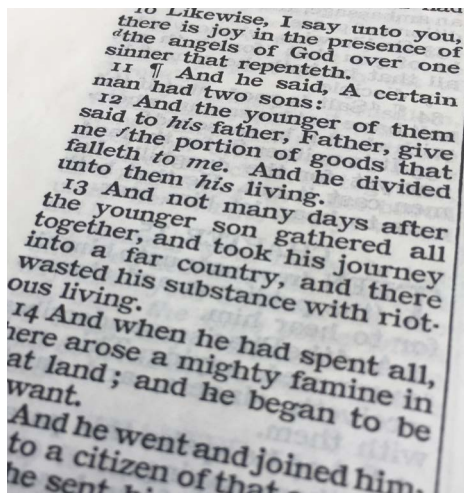 had
10 Likewise, I say unto you,
there is joy in the presence of
d the angels of God over one
sinner that repenteth.
11 ¶ And he said, A certain
man had two sons:
12 And the younger of them
said to his father, Father, give
me f the portion of goods that
falleth to me. And he divided
unto them his living.
13 And not many days after
the younger son gathered all
together, and took his journey
into a far country, and there
wasted his substance with riot-
ous living.
14 And when he had spent all,
here arose a mighty famine in
at land; and he began to be
want.
And he went and joined him-
to a citizen of that
he sent